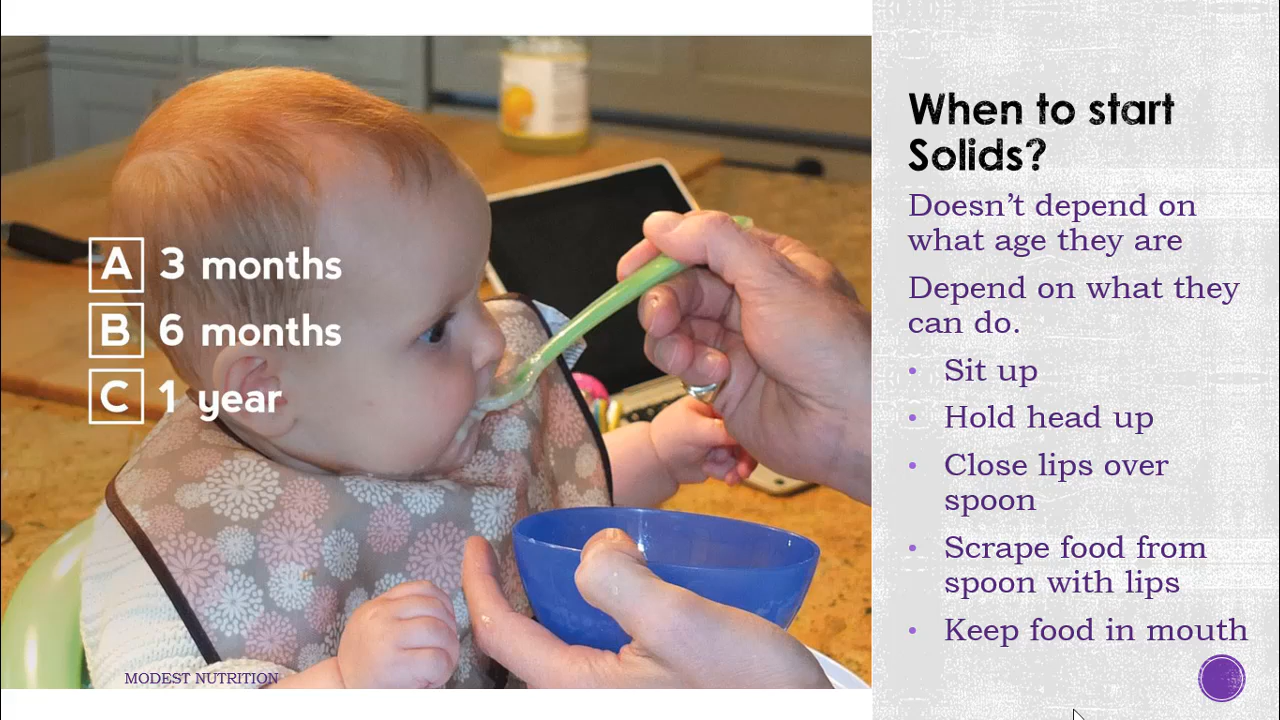 When to start
Solids?
Doesn’t depend on
what age they are
Depend on what they
can do.
• Sit up
• Hold head up
• Close lips over
spoon
• Scrape food from
spoon with lips
• Keep food in mouth
A 3 months
B 6 months
C 1 year
MODEST NUTRITION